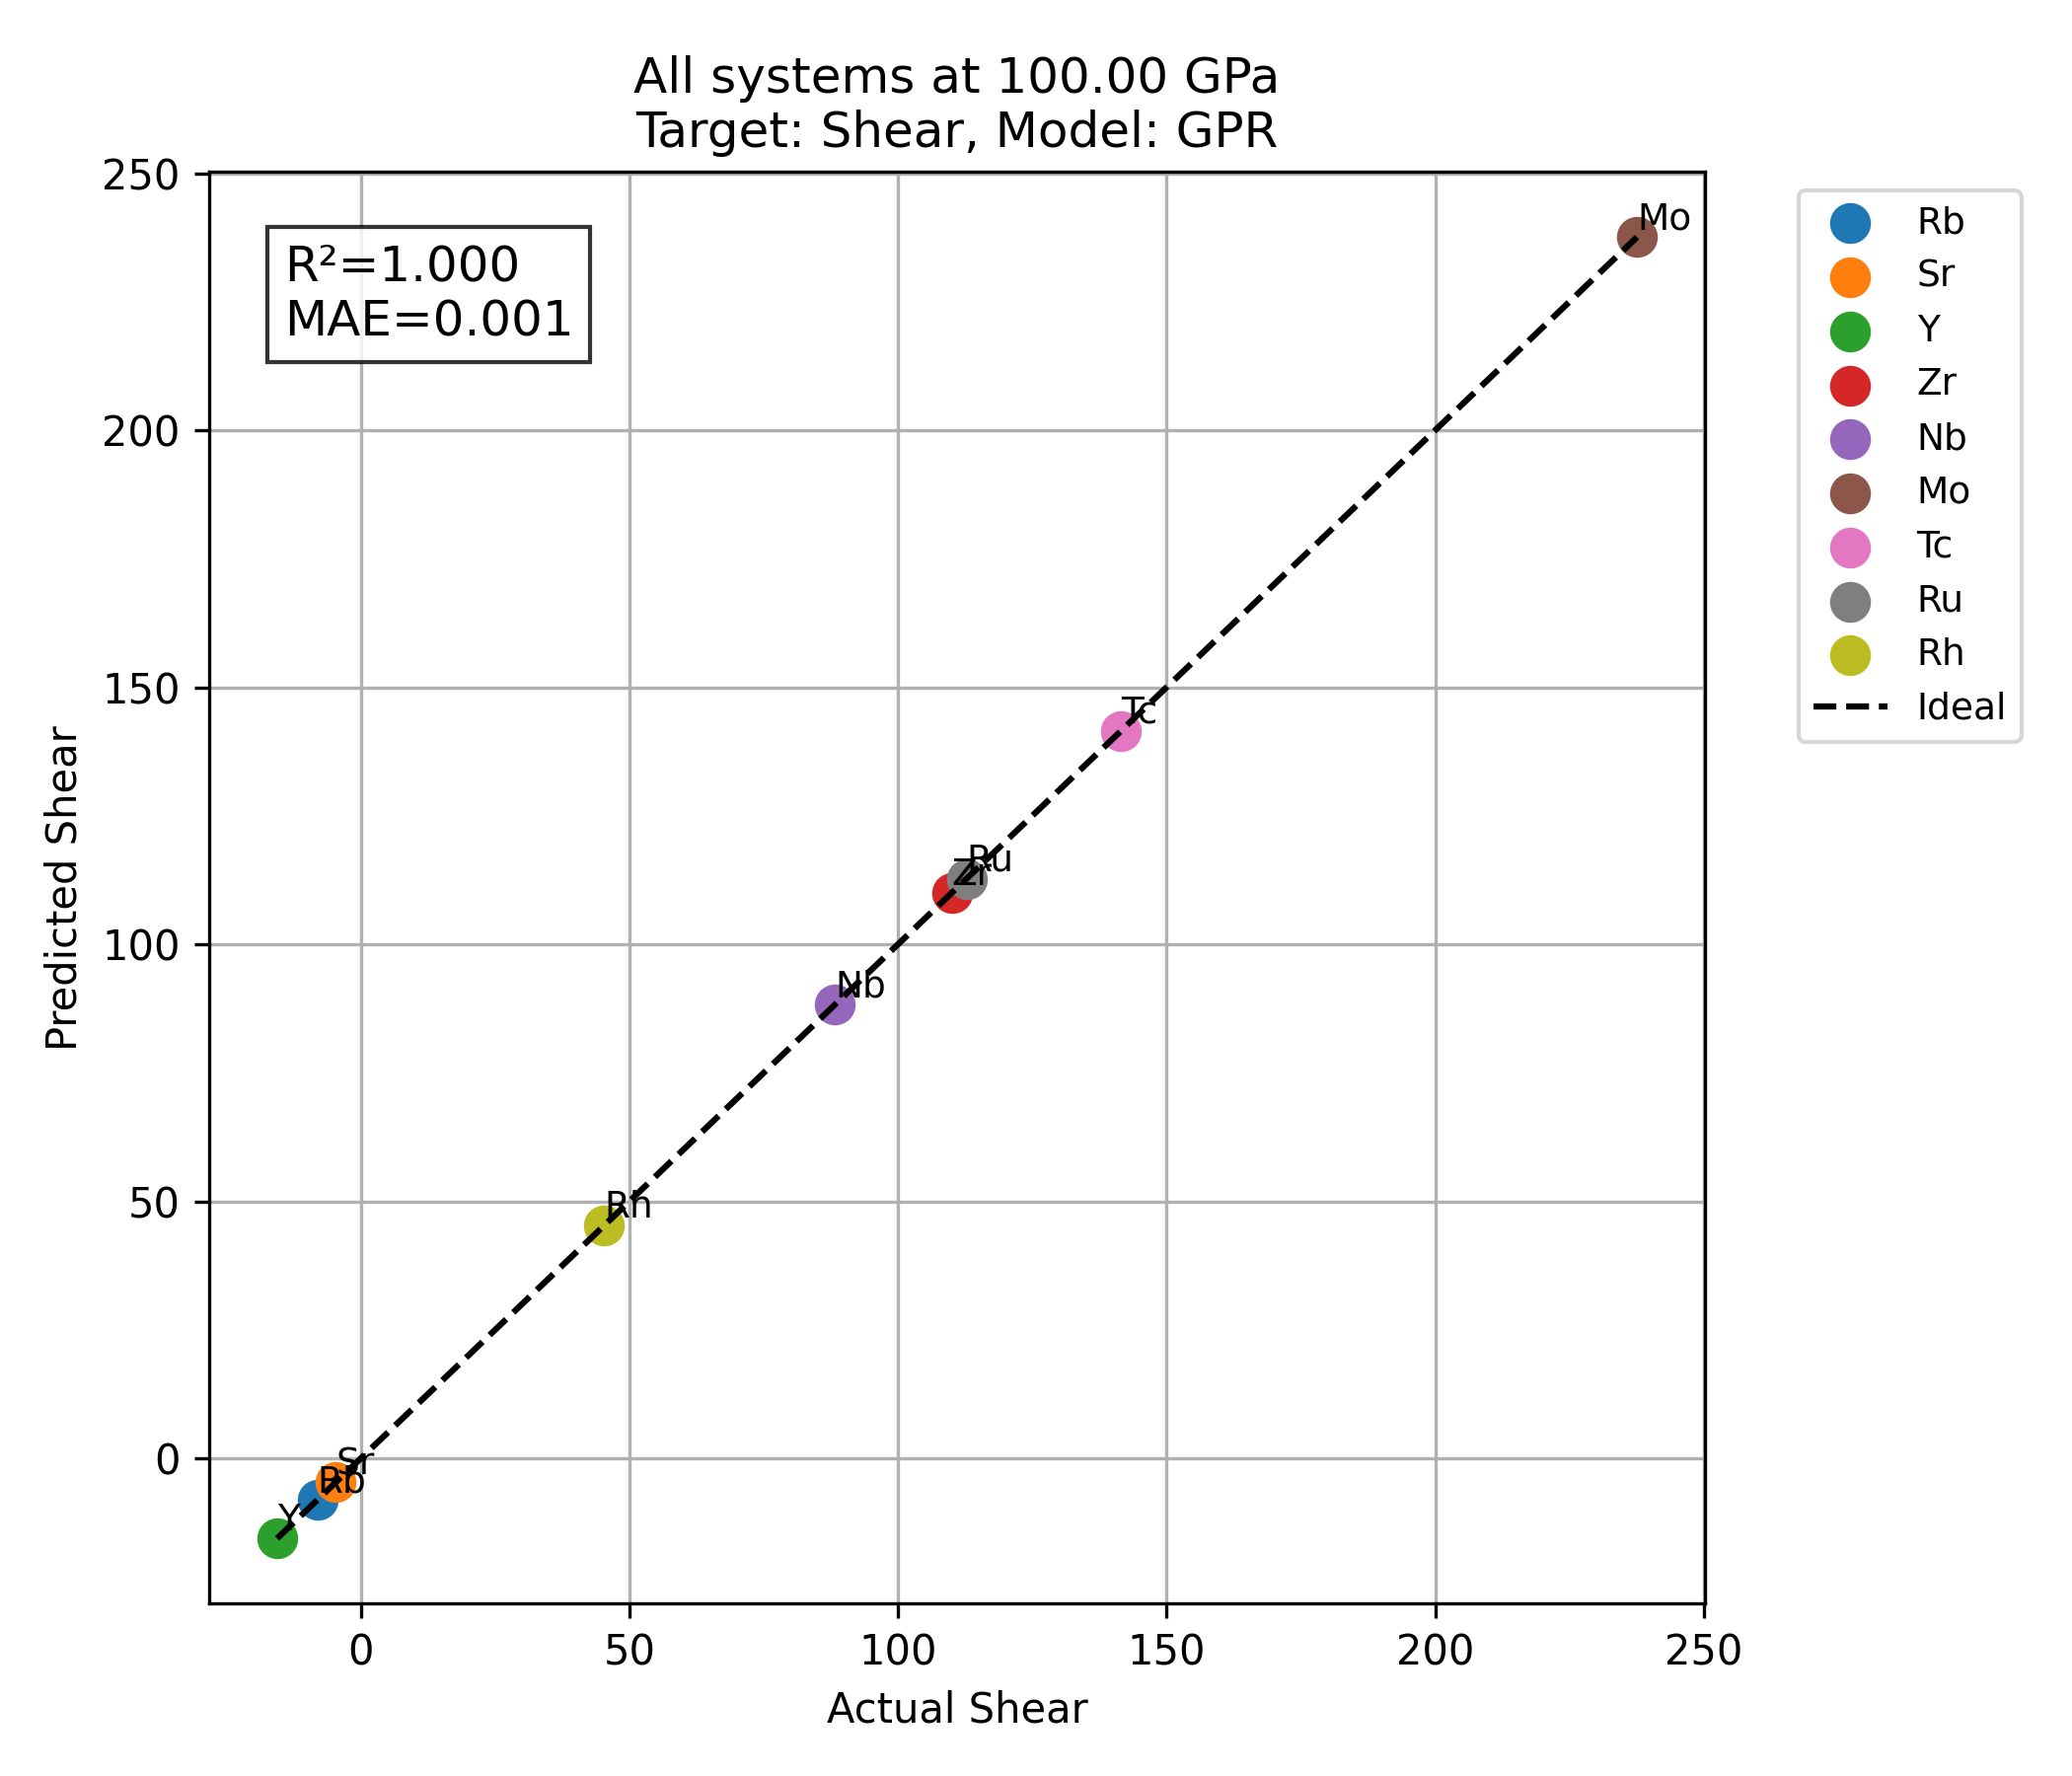 All systems at 100.00 GPa
Target: Shear, Model: GPR
250
200
150
100
50
0
Predicted Shear
R²=1.000
MAE=0.001
Mo
Tc
Ru
Zr
Nb
Rh
Sr
Rb
Y
0
50
100
150
200
250
Actual Shear
Rb
Sr
Y
Zr
Nb
Mo
Tc
Ru
Rh
Ideal